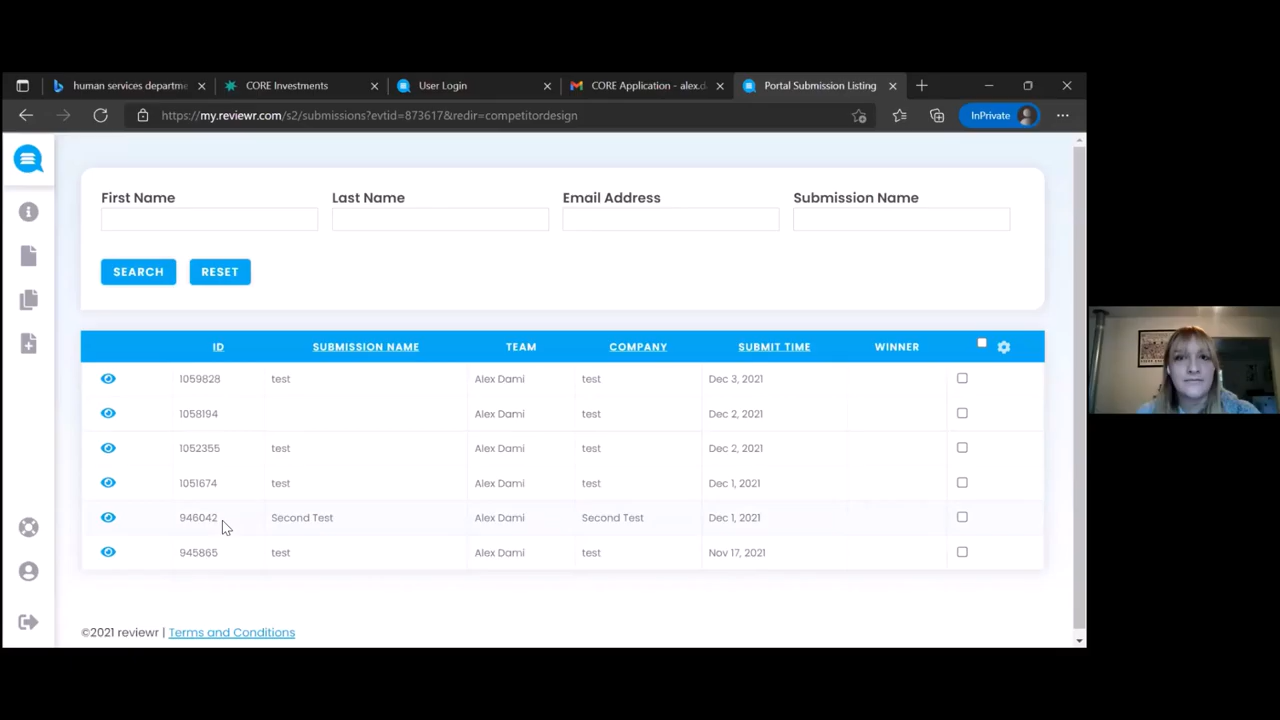 human services departme
CORE Investments
User Login
CORE Application - alex.d
Portal Submission Listing
https://my.reviewr.com/s2/submissions?evtid=873617&redir=competitordesign
InPrivate
First Name Last Name Email Address Submission Name
SEARCH RESET
ID SUBMISSION NAME TEAM COMPANY SUBMIT TIME WINNER
1059828 test Alex Dami test Dec 3, 2021
1058194 Alex Dami test Dec 2, 2021
1052355 test Alex Dami test Dec 2, 2021
1051674 test Alex Dami test Dec 1, 2021
946042 Second Test Alex Dami Second Test Dec 1, 2021
945865 test Alex Dami test Nov 17, 2021
©2021 reviewr | Terms and Conditions